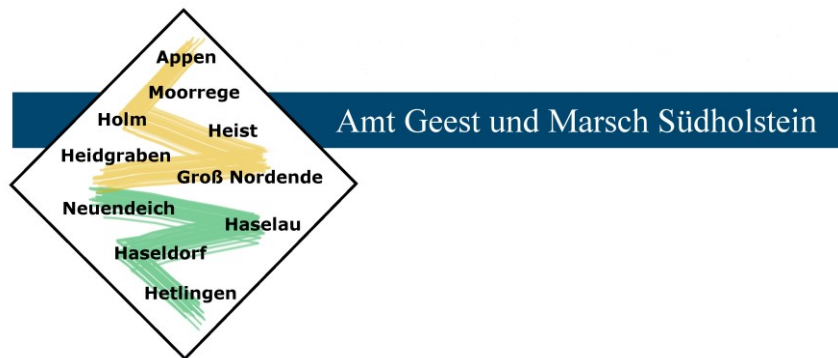 Appen
Moorrege
Holm
Heist
Heidgraben
Groß Nordende
Neuendeich
Haselau
Haseldorf
Hetlingen
Amt Geest und Marsch Südholstein